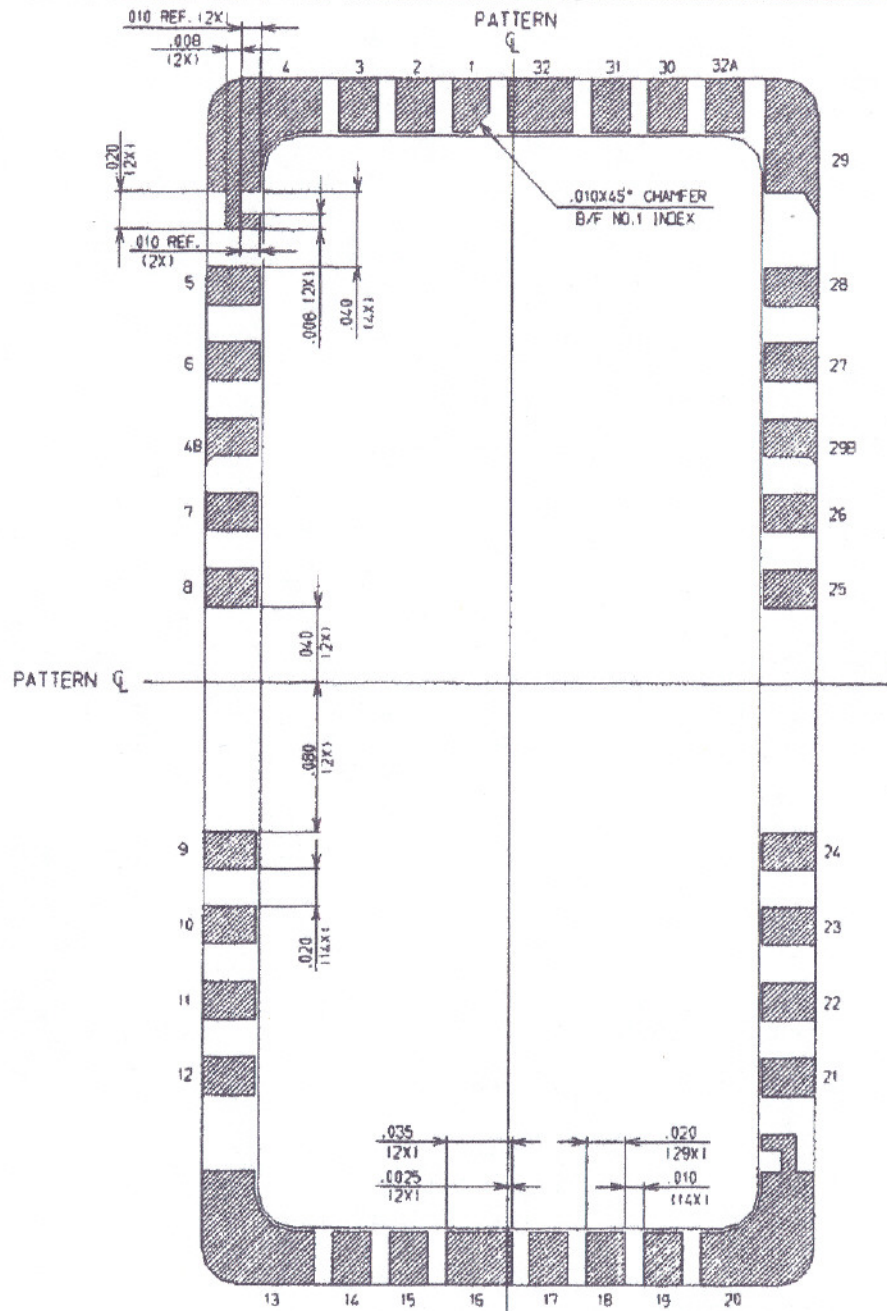 PATTERN
℄
.010 REF. (2X)
.008
(2X)
4 3 2 1 32 31 30 32A
29
.020
(2X)
.010X45° CHAMFER
B/F NO.1 INDEX
.010 REF.
(2X)
.008 (2X)
.040
(4X)
5 28
6 27
4B 29B
7 26
8 25
.040
(2X)
PATTERN ℄
.080
(2X)
9 24
10 23
.020
(14X)
11 22
12 21
.035
(2X)
.020
(29X)
.0025
(2X)
.010
(14X)
13 14 15 16 17 18 19 20